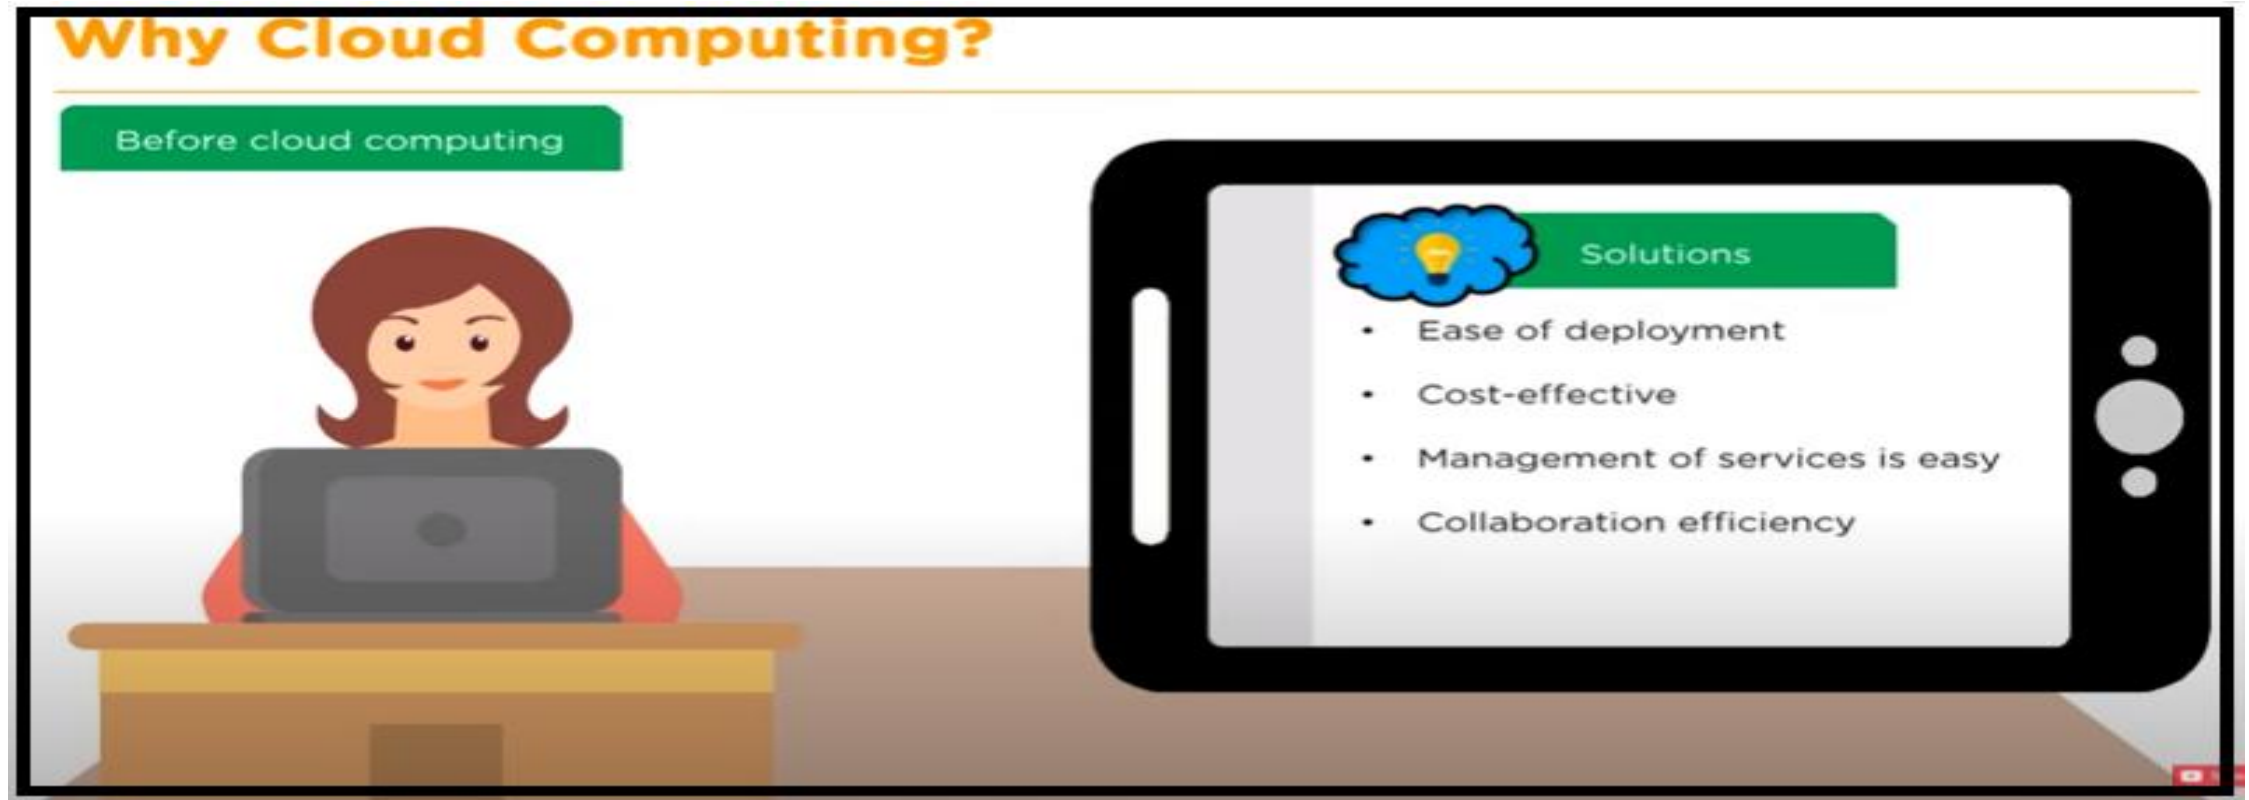 Why Cloud Computing?
Before cloud computing
Solutions
• Ease of deployment
• Cost-effective
• Management of services is easy
• Collaboration efficiency